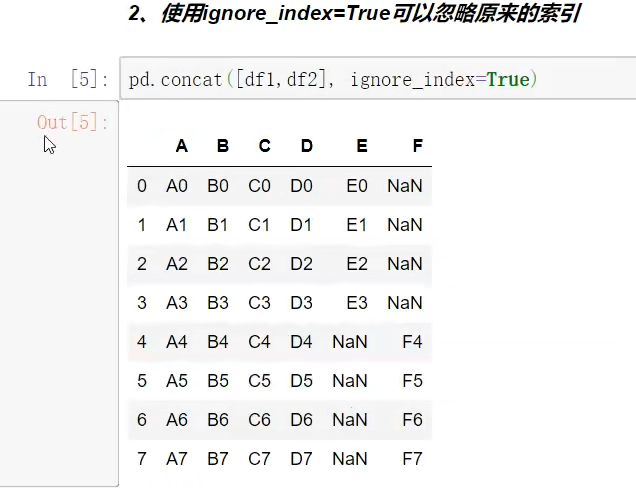 2、使用ignore_index=True可以忽略原来的索引
In [5]: pd.concat([df1,df2], ignore_index=True)
Out[5]:
A B C D E F
0 A0 B0 C0 D0 E0 NaN
1 A1 B1 C1 D1 E1 NaN
2 A2 B2 C2 D2 E2 NaN
3 A3 B3 C3 D3 E3 NaN
4 A4 B4 C4 D4 NaN F4
5 A5 B5 C5 D5 NaN F5
6 A6 B6 C6 D6 NaN F6
7 A7 B7 C7 D7 NaN F7